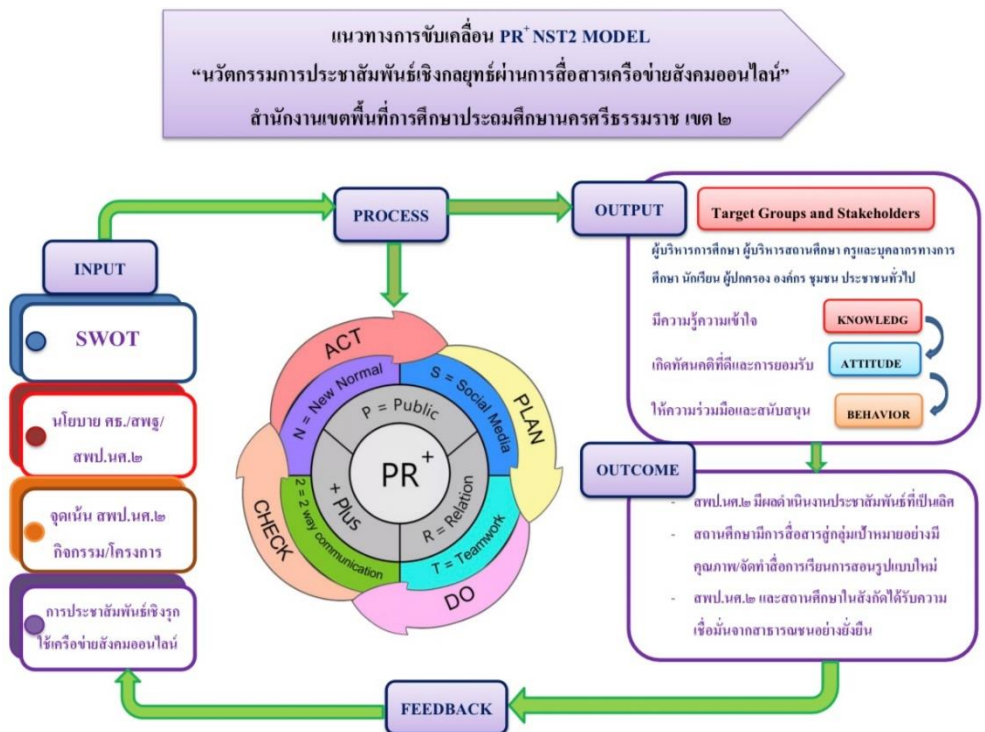 แนวทางการขับเคลื่อน PR⁺ NST2 MODEL
“นวัตกรรมการประชาสัมพันธ์เชิงกลยุทธ์ผ่านการสื่อสารเครือข่ายสังคมออนไลน์”
สำนักงานเขตพื้นที่การศึกษาประถมศึกษานครศรีธรรมราช เขต ๒
INPUT
SWOT
นโยบาย ศธ./สพฐ/
สพป.นศ.๒
จุดเน้น สพป.นศ.๒
กิจกรรม/โครงการ
การประชาสัมพันธ์เชิงรุก
ใช้เครือข่ายสังคมออนไลน์
PROCESS
ACT
PLAN
DO
CHECK
N = New Normal
S = Social Media
T = Teamwork
2 = 2 way communication
P = Public
R = Relation
+ Plus
PR⁺
OUTPUT
Target Groups and Stakeholders
ผู้บริหารการศึกษา ผู้บริหารสถานศึกษา ครูและบุคลากรทางการ
ศึกษา นักเรียน ผู้ปกครอง องค์กร ชุมชน ประชาชนทั่วไป
มีความรู้ความเข้าใจ
KNOWLEDG
เกิดทัศนคติที่ดีและการยอมรับ
ATTITUDE
ให้ความร่วมมือและสนับสนุน
BEHAVIOR
OUTCOME
- สพป.นศ.๒ มีผลดำเนินงานประชาสัมพันธ์ที่เป็นเลิศ
- สถานศึกษามีการสื่อสารสู่กลุ่มเป้าหมายอย่างมี
คุณภาพ/จัดทำสื่อการเรียนการสอนรูปแบบใหม่
- สพป.นศ.๒ และสถานศึกษาในสังกัดได้รับความ
เชื่อมั่นจากสาธารณชนอย่างยั่งยืน
FEEDBACK